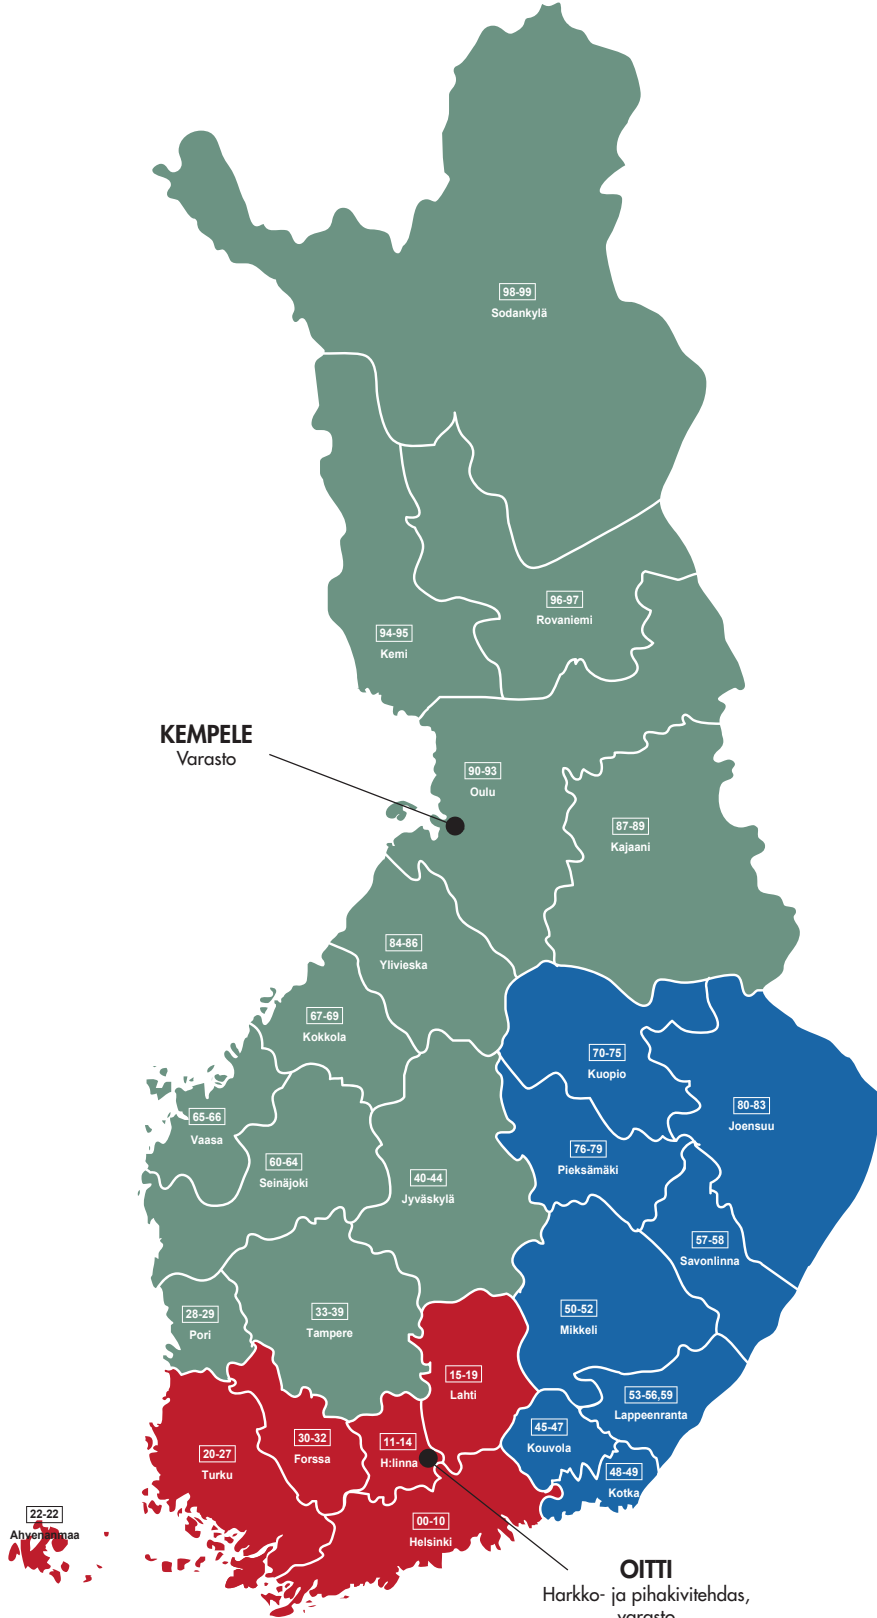 98-99
Sodankylä
96-97
Rovaniemi
94-95
Kemi
KEMPELE
Varasto
90-93
Oulu
87-89
Kajaani
84-86
Ylivieska
67-69
Kokkola
70-75
Kuopio
80-83
Joensuu
65-66
Vaasa
60-64
Seinäjoki
76-79
Pieksämäki
40-44
Jyväskylä
57-58
Savonlinna
28-29
Pori
33-39
Tampere
50-52
Mikkeli
15-19
Lahti
53-56,59
Lappeenranta
45-47
Kouvola
20-27
Turku
30-32
Forssa
11-14
H:linna
48-49
Kotka
22-22
Ahvenanmaa
00-10
Helsinki
OITTI
Harkko- ja pihakivitehdas,
varasto